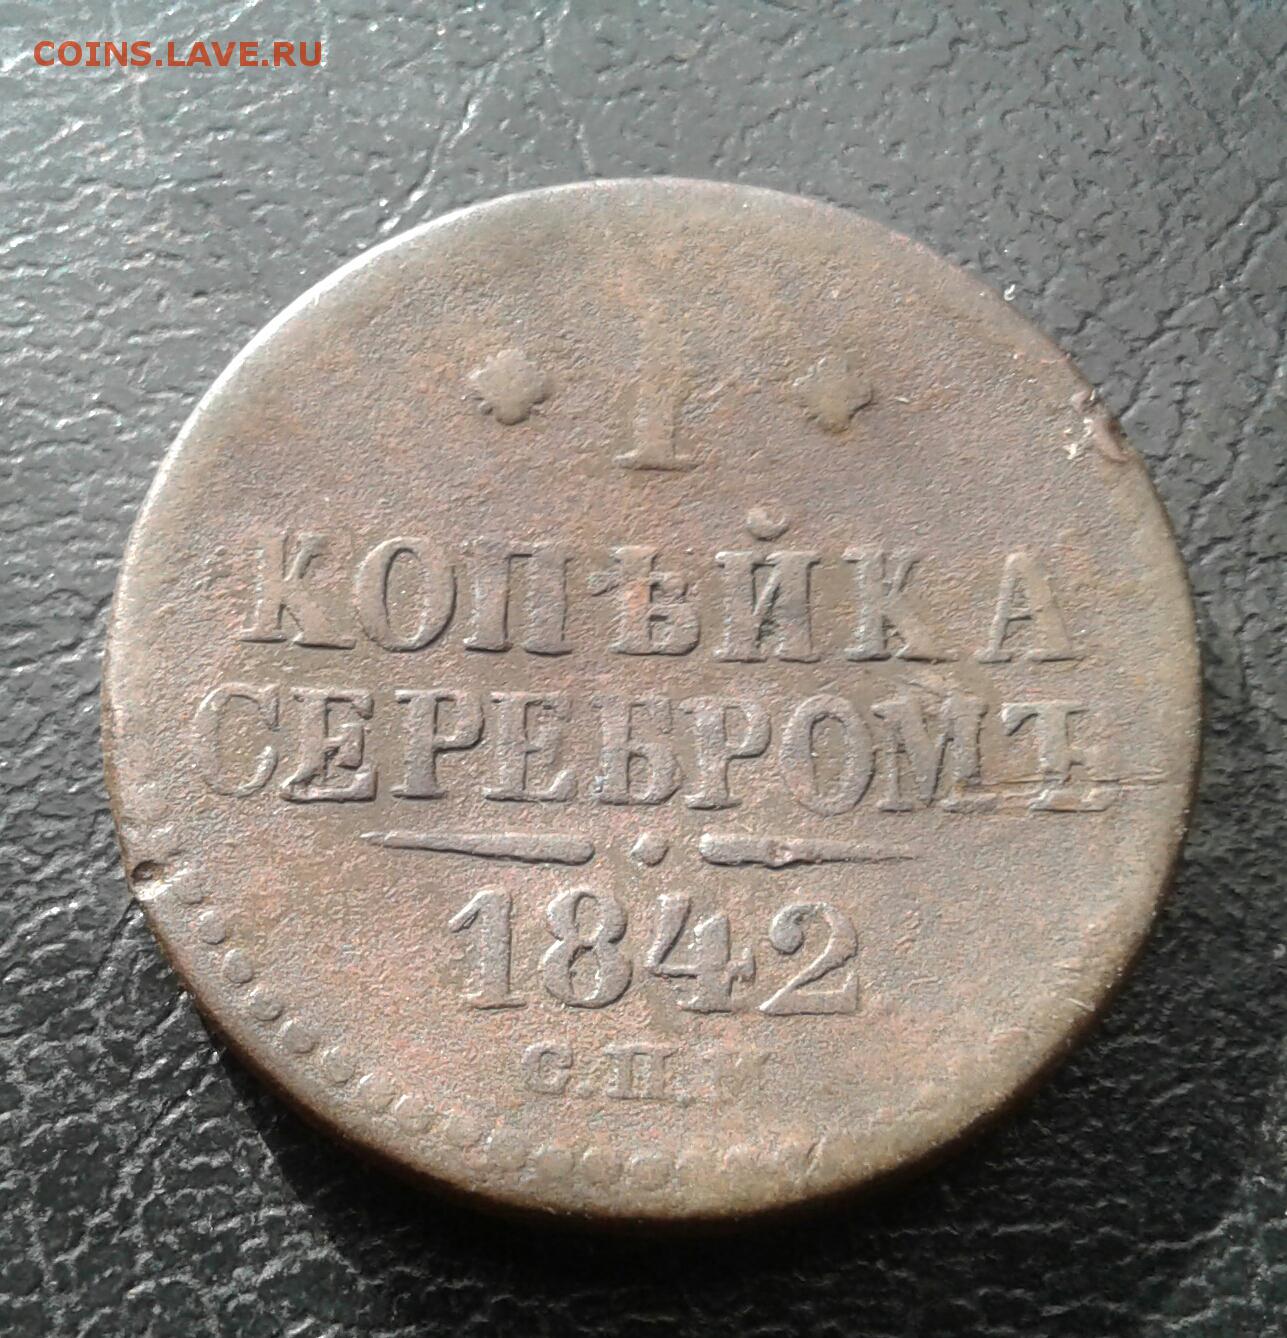 COINS.LAVE.RU
1
КОПѢЙКА
СЕРЕБРОМЪ
1842
С.П.М